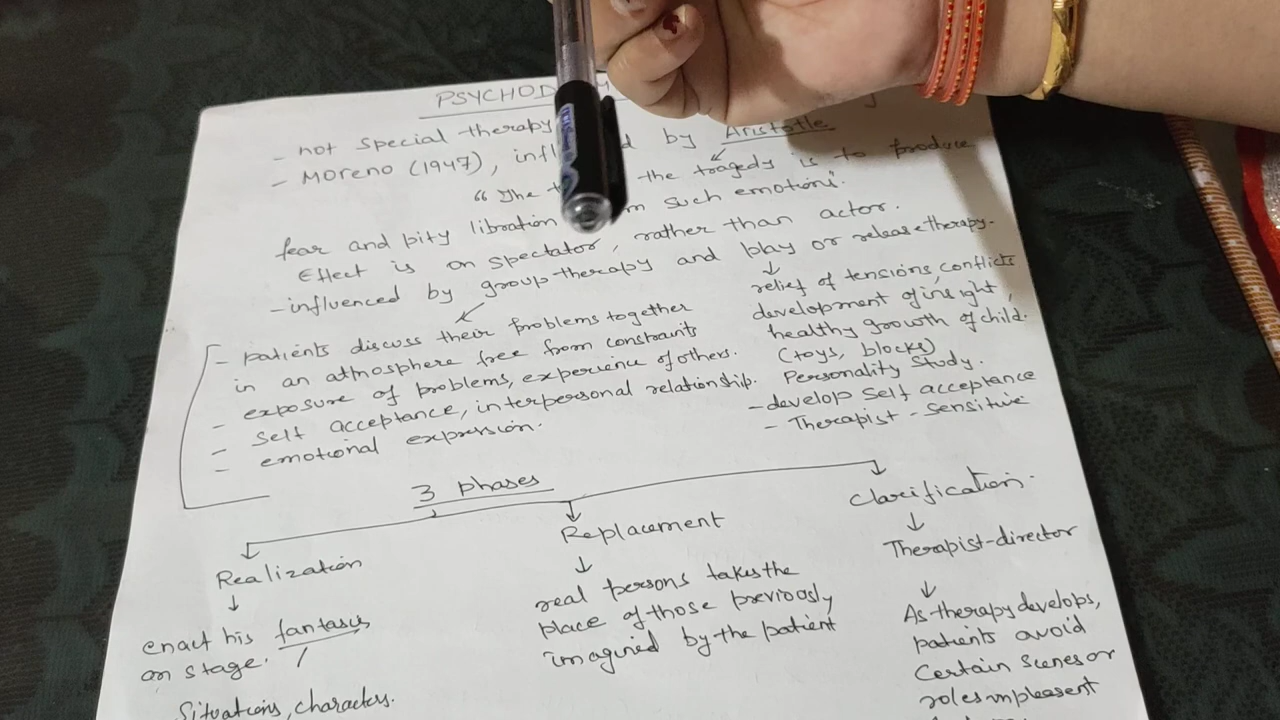 PSYCHOD
- not special therapy
- Moreno (1947), infl d by Aristotle
"The the tragedy is to produce
fear and pity libration m such emotions".
Effect is on spectator, rather than actor.
- influenced by group therapy and play or release therapy.
- patients discuss their problems together
in an atmosphere free from constraints
- exposure of problems, experience of others.
- self acceptance, interpersonal relationship.
- emotional expression.
relief of tensions, conflicts
development of insight,
healthy growth of child.
(toys, blocks)
Personality study.
- develop self acceptance
- Therapist - sensitive
3 phases
Realization
enact his fantasies
on stage.
Situations, characters.
Replacement
real persons takes the
place of those previously
imagined by the patient
Clarification.
Therapist-director
As therapy develops,
patients avoid
certain scenes or
roles unpleasent